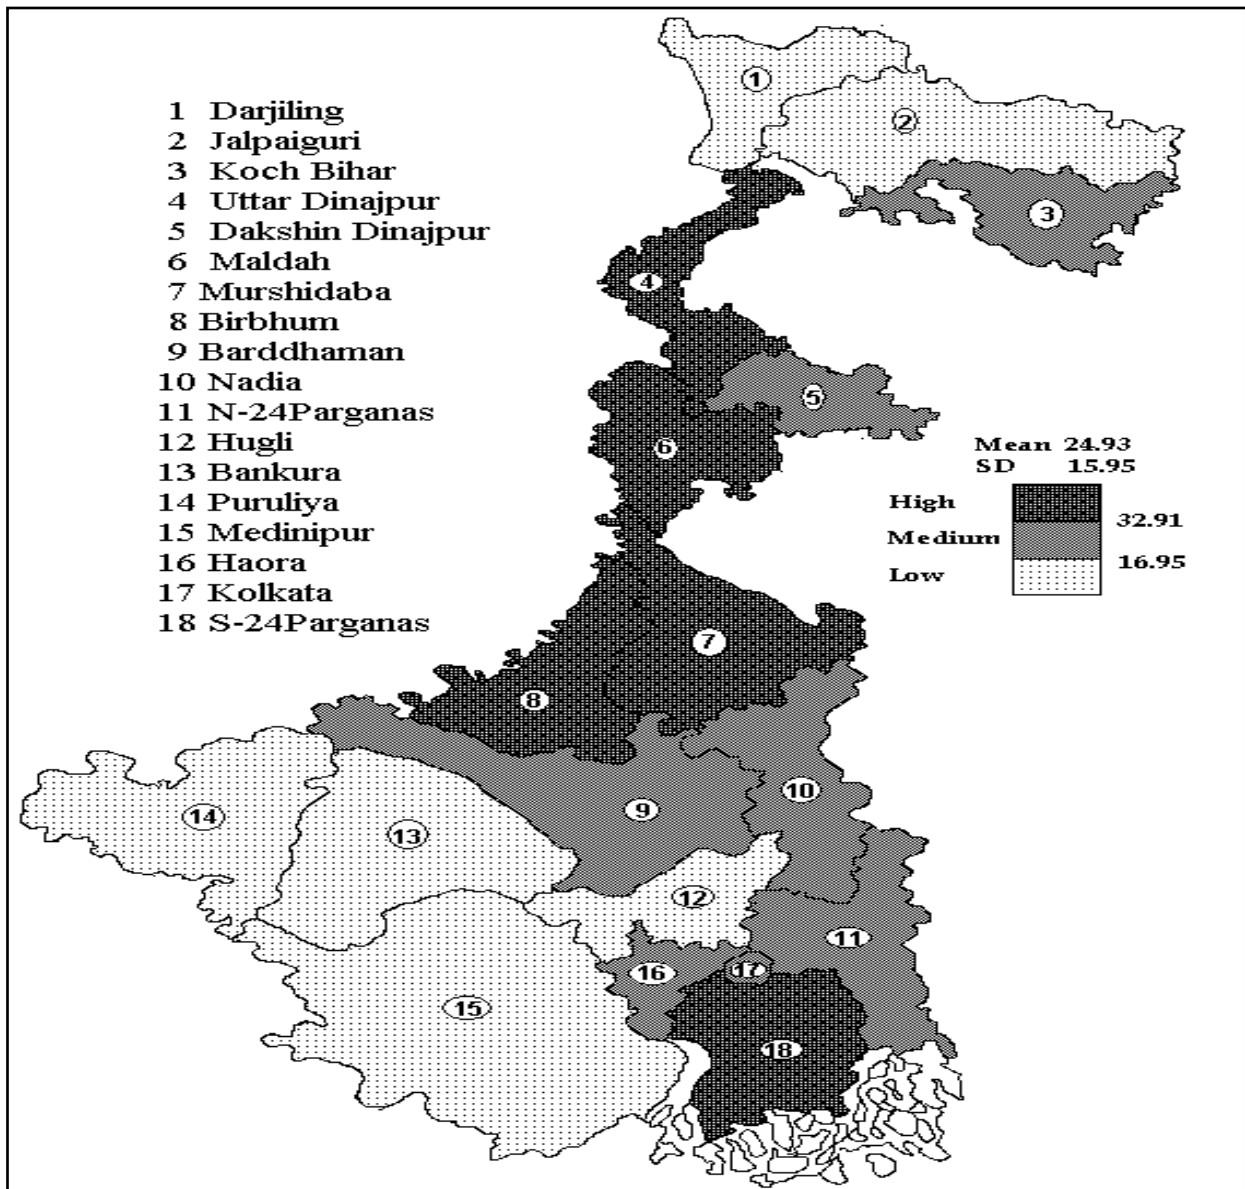 1 Darjiling
2 Jalpaiguri
3 Koch Bihar
4 Uttar Dinajpur
5 Dakshin Dinajpur
6 Maldah
7 Murshidaba
8 Birbhum
9 Barddhaman
10 Nadia
11 N-24Parganas
12 Hugli
13 Bankura
14 Puruliya
15 Medinipur
16 Haora
17 Kolkata
18 S-24Parganas
1
2
3
4
5
6
Mean 24.93
SD 15.95
High
32.91
Medium
16.95
Low
7
8
9
10
14
13
12
11
16
17
15
18